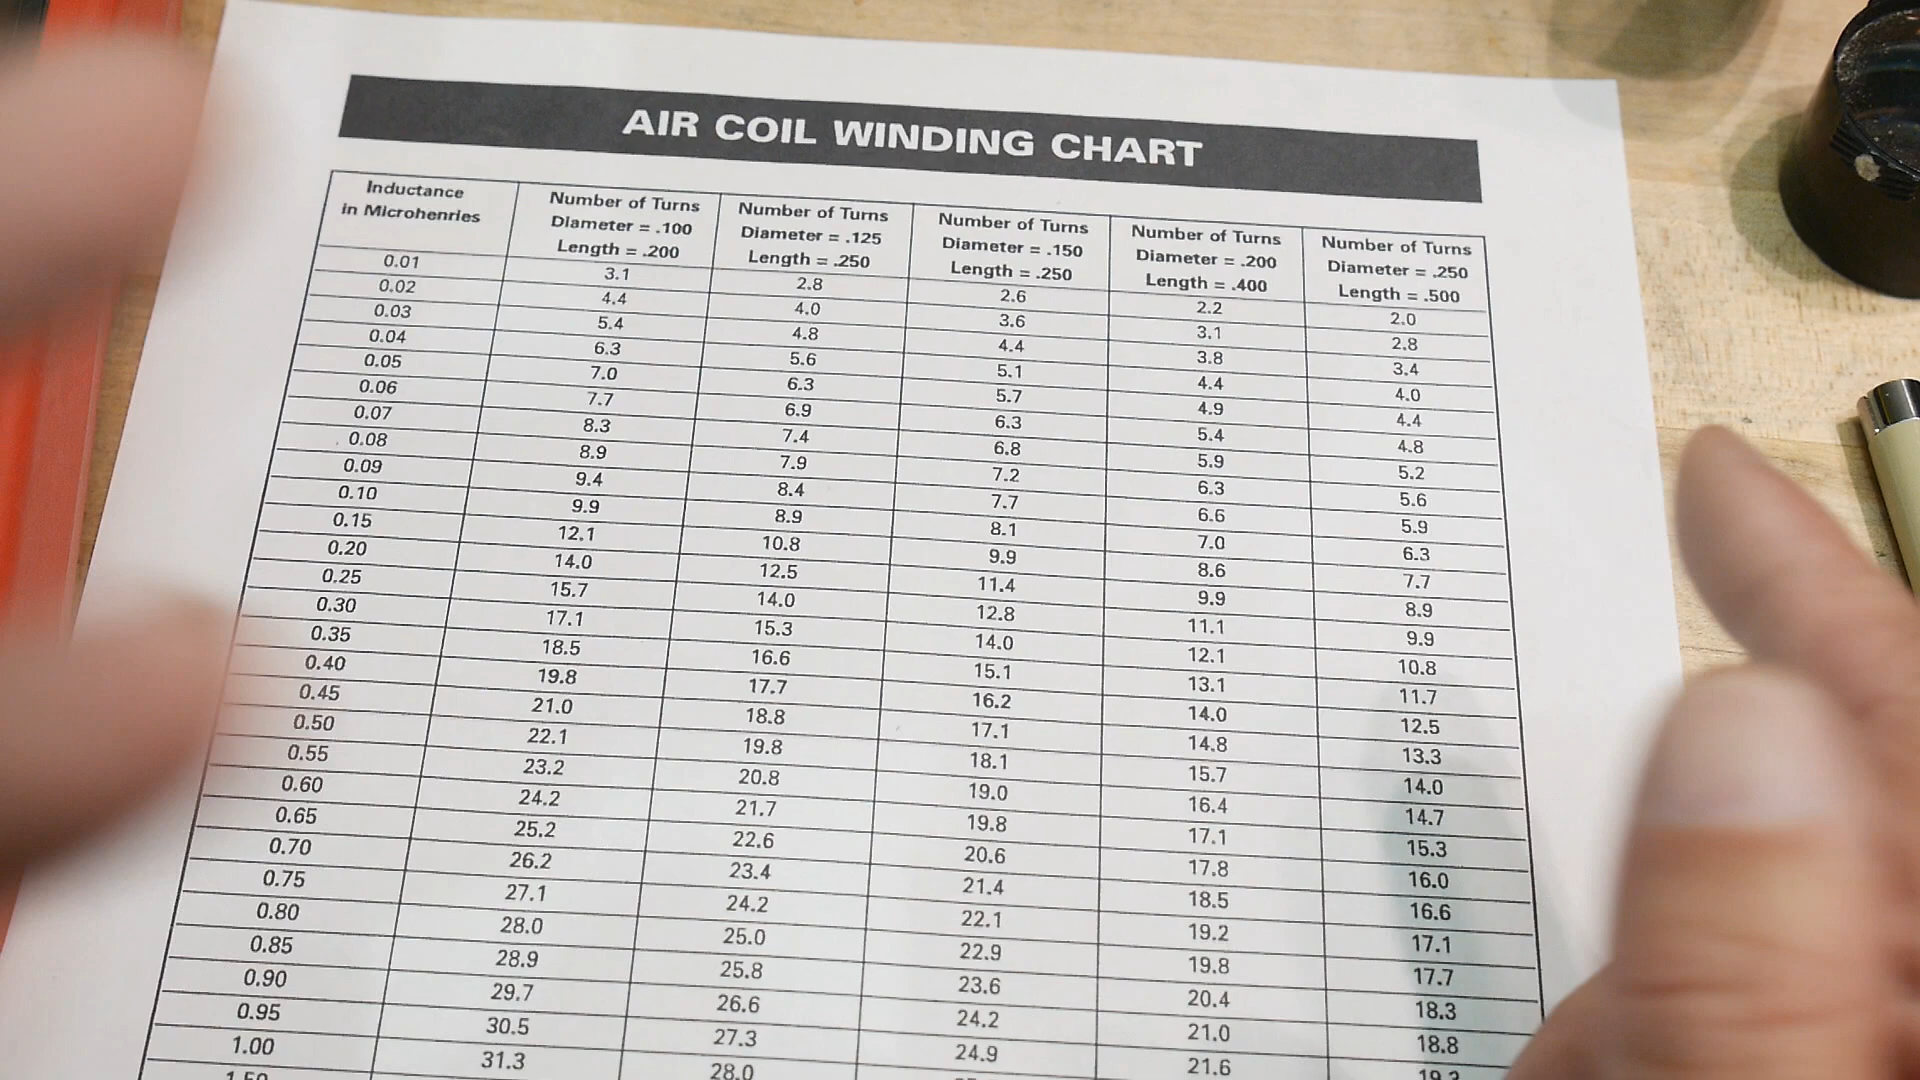 AIR COIL WINDING CHART
Inductance
in Microhenries
Number of Turns
Diameter = .100
Length = .200
Number of Turns
Diameter = .125
Length = .250
Number of Turns
Diameter = .150
Length = .250
Number of Turns
Diameter = .200
Length = .400
Number of Turns
Diameter = .250
Length = .500
0.01 3.1 2.8 2.6 2.2 2.0
0.02 4.4 4.0 3.6 3.1 2.8
0.03 5.4 4.8 4.4 3.8 3.4
0.04 6.3 5.6 5.1 4.4 4.0
0.05 7.0 6.3 5.7 4.9 4.4
0.06 7.7 6.9 6.3 5.4 4.8
0.07 8.3 7.4 6.8 5.9 5.2
0.08 8.9 7.9 7.2 6.3 5.6
0.09 9.4 8.4 7.7 6.6 5.9
0.10 9.9 8.9 8.1 7.0 6.3
0.15 12.1 10.8 9.9 8.6 7.7
0.20 14.0 12.5 11.4 9.9 8.9
0.25 15.7 14.0 12.8 11.1 9.9
0.30 17.1 15.3 14.0 12.1 10.8
0.35 18.5 16.6 15.1 13.1 11.7
0.40 19.8 17.7 16.2 14.0 12.5
0.45 21.0 18.8 17.1 14.8 13.3
0.50 22.1 19.8 18.1 15.7 14.0
0.55 23.2 20.8 19.0 16.4 14.7
0.60 24.2 21.7 19.8 17.1 15.3
0.65 25.2 22.6 20.6 17.8 16.0
0.70 26.2 23.4 21.4 18.5 16.6
0.75 27.1 24.2 22.1 19.2 17.1
0.80 28.0 25.0 22.9 19.8 17.7
0.85 28.9 25.8 23.6 20.4 18.3
0.90 29.7 26.6 24.2 21.0 18.8
0.95 30.5 27.3 24.9 21.6
1.00 31.3 28.0